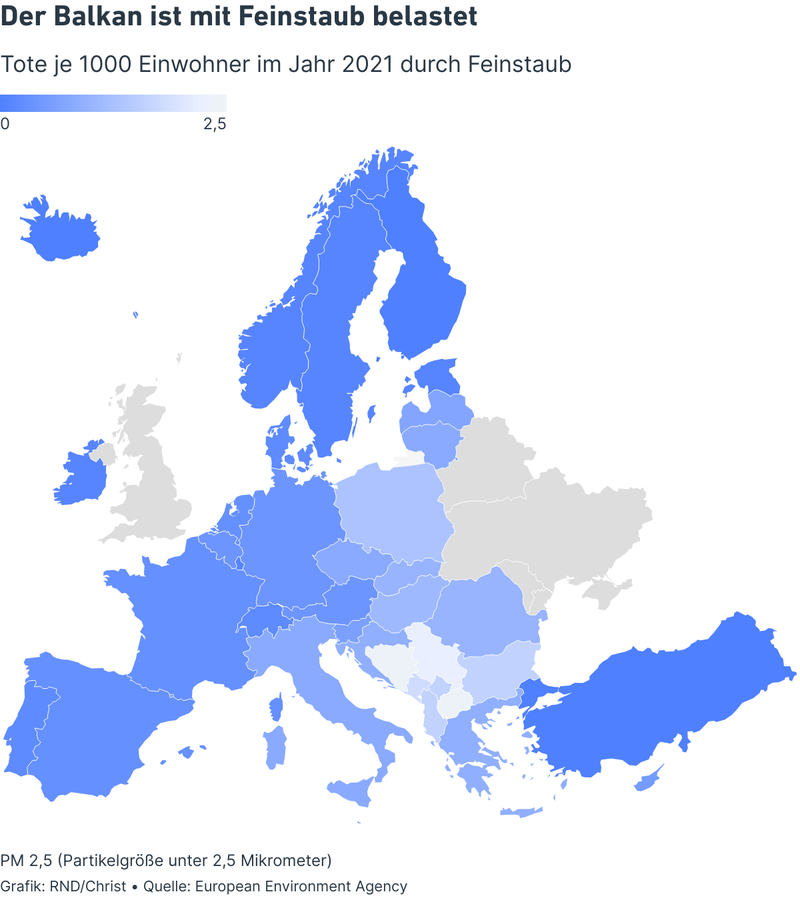 Der Balkan ist mit Feinstaub belastet
Tote je 1000 Einwohner im Jahr 2021 durch Feinstaub
0 2,5
PM 2,5 (Partikelgröße unter 2,5 Mikrometer)
Grafik: RND/Christ • Quelle: European Environment Agency